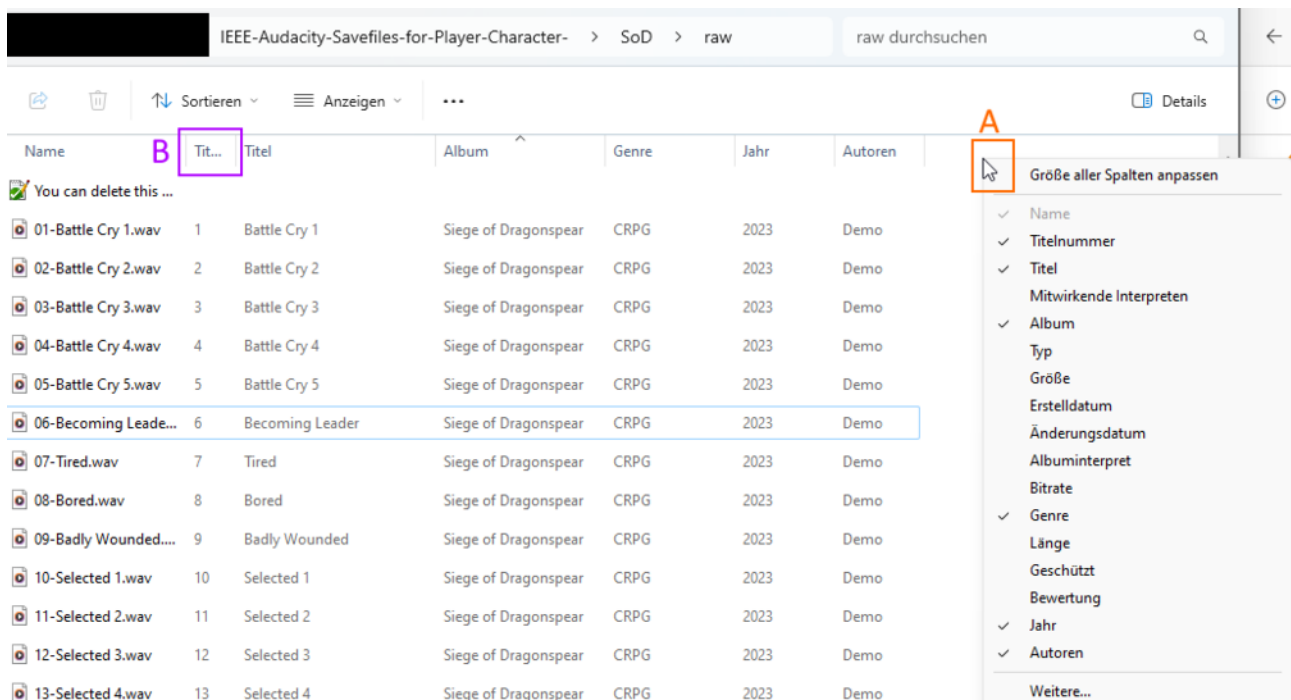 IEEE-Audacity-Savefiles-for-Player-Character- > SoD > raw raw durchsuchen
Sortieren Anzeigen ... Details
A
B
Name Tit... Titel Album Genre Jahr Autoren
You can delete this ...
01-Battle Cry 1.wav 1 Battle Cry 1 Siege of Dragonspear CRPG 2023 Demo
02-Battle Cry 2.wav 2 Battle Cry 2 Siege of Dragonspear CRPG 2023 Demo
03-Battle Cry 3.wav 3 Battle Cry 3 Siege of Dragonspear CRPG 2023 Demo
04-Battle Cry 4.wav 4 Battle Cry 4 Siege of Dragonspear CRPG 2023 Demo
05-Battle Cry 5.wav 5 Battle Cry 5 Siege of Dragonspear CRPG 2023 Demo
06-Becoming Leade... 6 Becoming Leader Siege of Dragonspear CRPG 2023 Demo
07-Tired.wav 7 Tired Siege of Dragonspear CRPG 2023 Demo
08-Bored.wav 8 Bored Siege of Dragonspear CRPG 2023 Demo
09-Badly Wounded.... 9 Badly Wounded Siege of Dragonspear CRPG 2023 Demo
10-Selected 1.wav 10 Selected 1 Siege of Dragonspear CRPG 2023 Demo
11-Selected 2.wav 11 Selected 2 Siege of Dragonspear CRPG 2023 Demo
12-Selected 3.wav 12 Selected 3 Siege of Dragonspear CRPG 2023 Demo
13-Selected 4.wav 13 Selected 4 Siege of Dragonspear CRPG 2023 Demo
Größe aller Spalten anpassen
Name
Titelnummer
Titel
Mitwirkende Interpreten
Album
Typ
Größe
Erstelldatum
Änderungsdatum
Albuminterpret
Bitrate
Genre
Länge
Geschützt
Bewertung
Jahr
Autoren
Weitere...